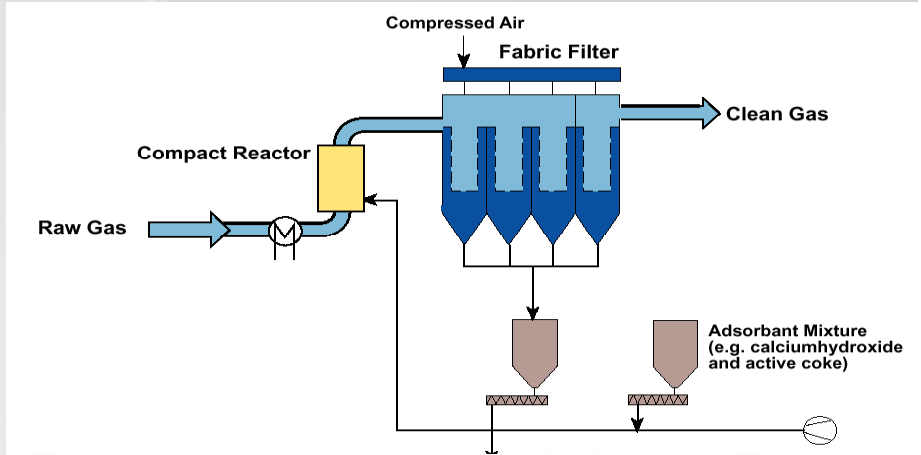 Compressed Air
Fabric Filter
Clean Gas
Compact Reactor
Raw Gas
Adsorbant Mixture
(e.g. calciumhydroxide
and active coke)